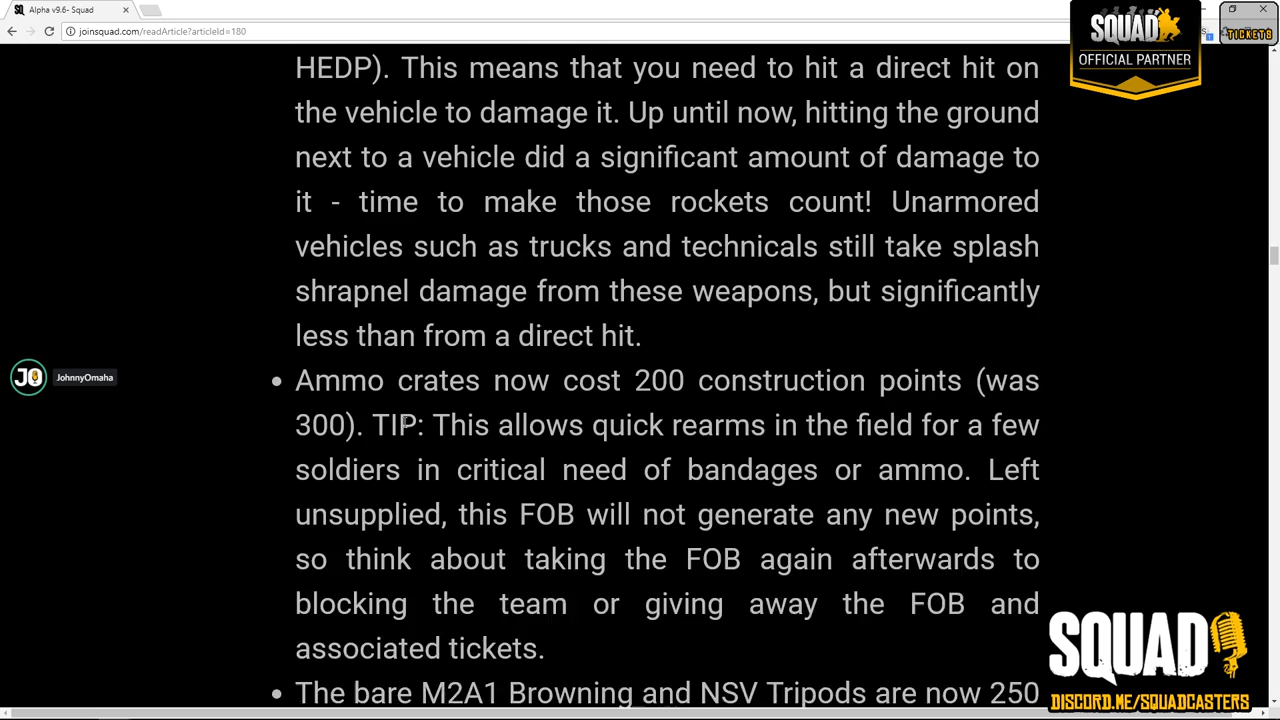 Alpha v9.6- Squad
joinsquad.com/readArticle?articleId=180
SQUAD
OFFICIAL PARTNER
TICKETS
HEDP). This means that you need to hit a direct hit on
the vehicle to damage it. Up until now, hitting the ground
next to a vehicle did a significant amount of damage to
it - time to make those rockets count! Unarmored
vehicles such as trucks and technicals still take splash
shrapnel damage from these weapons, but significantly
less than from a direct hit.
JO JohnnyOmaha
• Ammo crates now cost 200 construction points (was
300). TIP: This allows quick rearms in the field for a few
soldiers in critical need of bandages or ammo. Left
unsupplied, this FOB will not generate any new points,
so think about taking the FOB again afterwards to
blocking the team or giving away the FOB and
associated tickets.
• The bare M2A1 Browning and NSV Tripods are now 250
SQUAD
DISCORD.ME/SQUADCASTERS